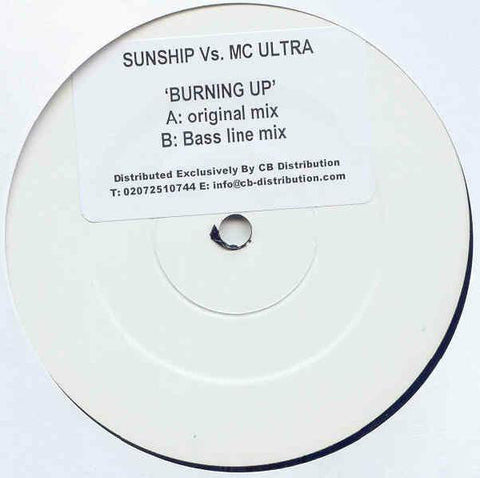 SUNSHIP Vs. MC ULTRA
‘BURNING UP’
A: original mix
B: Bass line mix
Distributed Exclusively By CB Distribution
T: 02072510744 E: info@cb-distribution.com